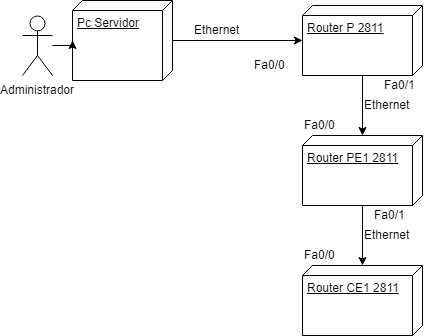 Pc Servidor
Ethernet
Router P 2811
Fa0/0
Administrador
Fa0/1
Ethernet
Fa0/0
Router PE1 2811
Fa0/1
Ethernet
Fa0/0
Router CE1 2811